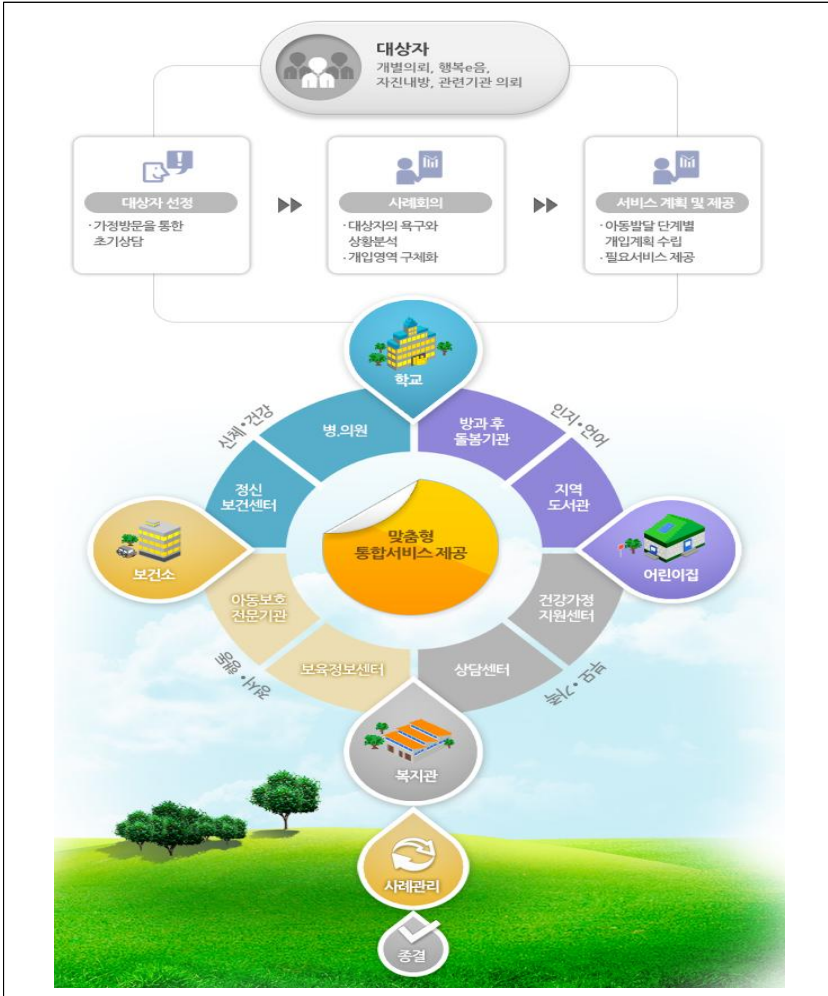 대상자
개별의뢰, 행복e음,
자진내방, 관련기관 의뢰
대상자 선정
·가정방문을 통한
초기상담
사례회의
·대상자의 욕구와
상황분석
·개입영역 구체화
서비스 계획 및 제공
·아동발달 단계별
개입계획 수립
·필요서비스 제공
학교
신체•건강
병.의원
방과 후
돌봄기관
인지•언어
정신
보건센터
지역
도서관
맞춤형
통합서비스 제공
보건소
어린이집
아동보호
전문기관
건강가정
지원센터
정서•행동
보육정보센터
상담센터
부모•가족
복지관
사례관리
종결